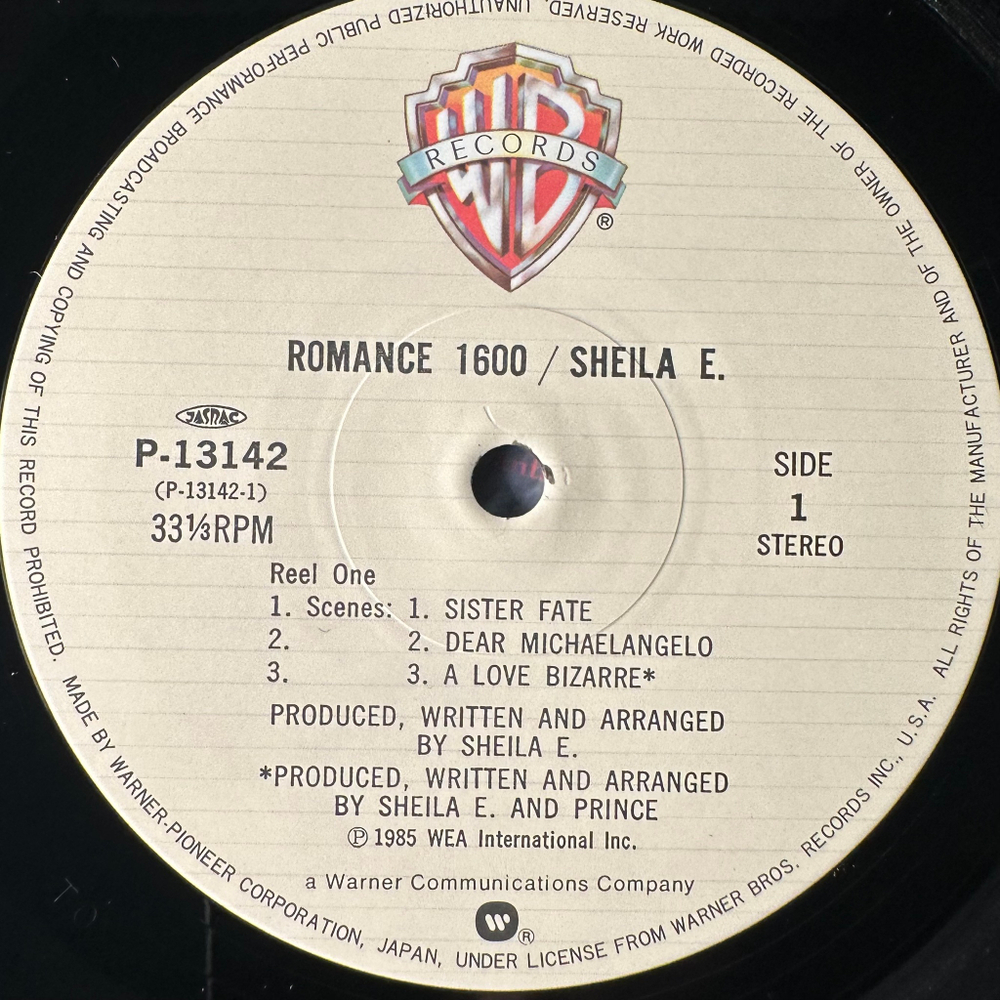 WB
RECORDS
®
ROMANCE 1600 / SHEILA E.
JASRAC
P-13142
(P-13142-1)
33⅓RPM
SIDE
1
STEREO
Reel One
1. Scenes: 1. SISTER FATE
2. 2. DEAR MICHAELANGELO
3. 3. A LOVE BIZARRE*
PRODUCED, WRITTEN AND ARRANGED
BY SHEILA E.
*PRODUCED, WRITTEN AND ARRANGED
BY SHEILA E. AND PRINCE
℗ 1985 WEA International Inc.
a Warner Communications Company
W®
MADE BY WARNER-PIONEER CORPORATION, JAPAN, UNDER LICENSE FROM WARNER BROS. RECORDS INC., U.S.A. ALL RIGHTS OF THE MANUFACTURER AND OF THE OWNER OF THE RECORDED WORK RESERVED. UNAUTHORIZED PUBLIC PERFORMANCE BROADCASTING AND COPYING OF THIS RECORD PROHIBITED.